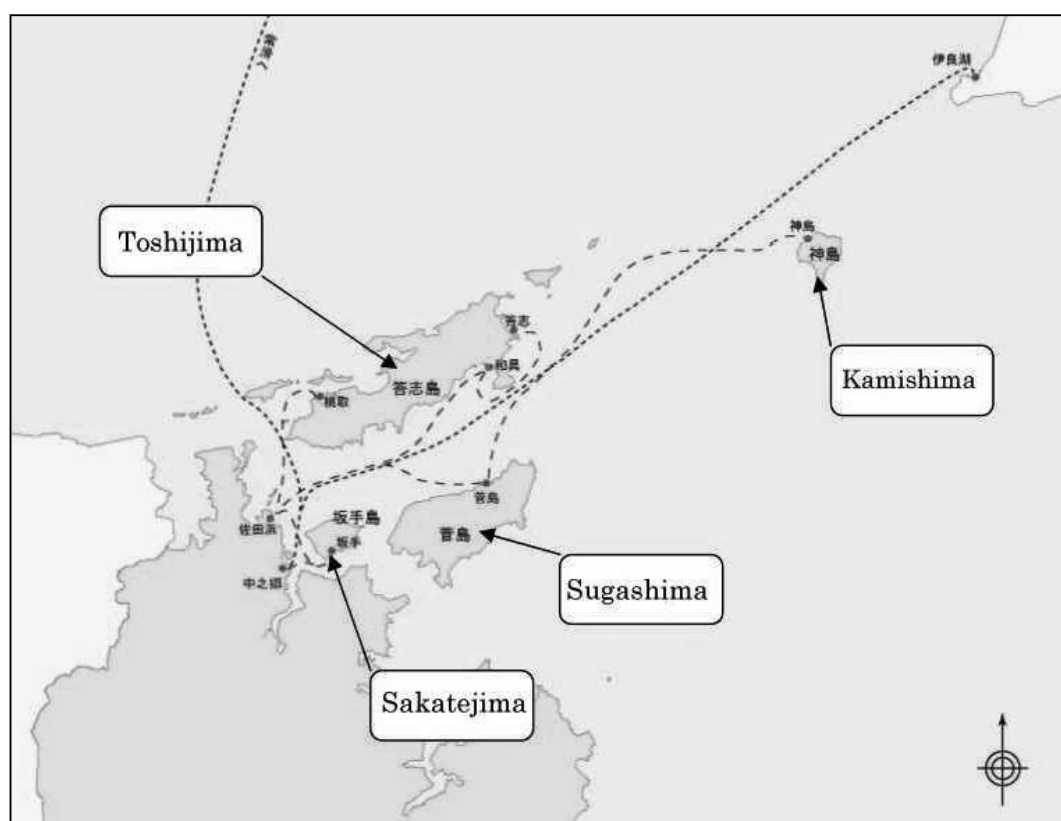 伊良湖
神島
神島
Toshijima
答志
和具
Kamishima
答志島
桃取
菅島
坂手島
佐田浜
坂手
菅島
中之郷
Sugashima
Sakatejima